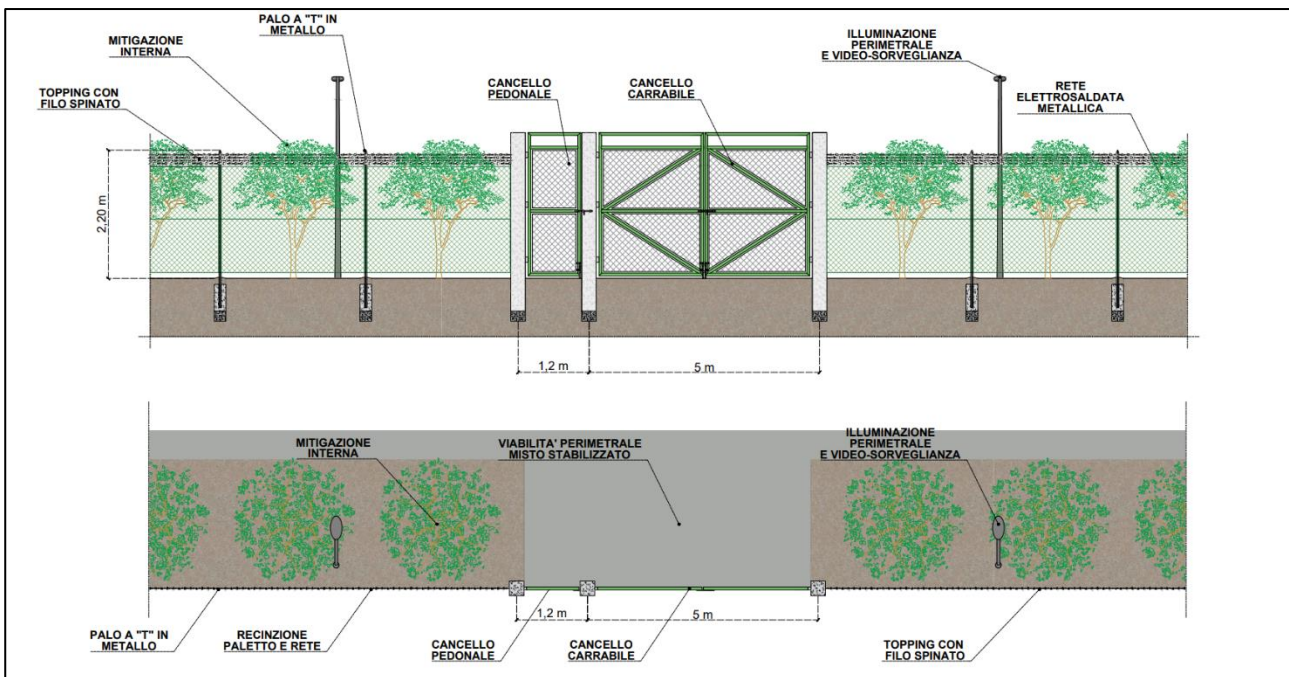 PALO A "T" IN
METALLO
MITIGAZIONE
INTERNA
TOPPING CON
FILO SPINATO
CANCELLO
PEDONALE
CANCELLO
CARRABILE
ILLUMINAZIONE
PERIMETRALE
E VIDEO-SORVEGLIANZA
RETE
ELETTROSALDATA
METALLICA
2,20 m
1,2 m
5 m
MITIGAZIONE
INTERNA
VIABILITA' PERIMETRALE
MISTO STABILIZZATO
ILLUMINAZIONE
PERIMETRALE
E VIDEO-SORVEGLIANZA
1,2 m
5 m
PALO A "T" IN
METALLO
RECINZIONE
PALETTO E RETE
CANCELLO
PEDONALE
CANCELLO
CARRABILE
TOPPING CON
FILO SPINATO